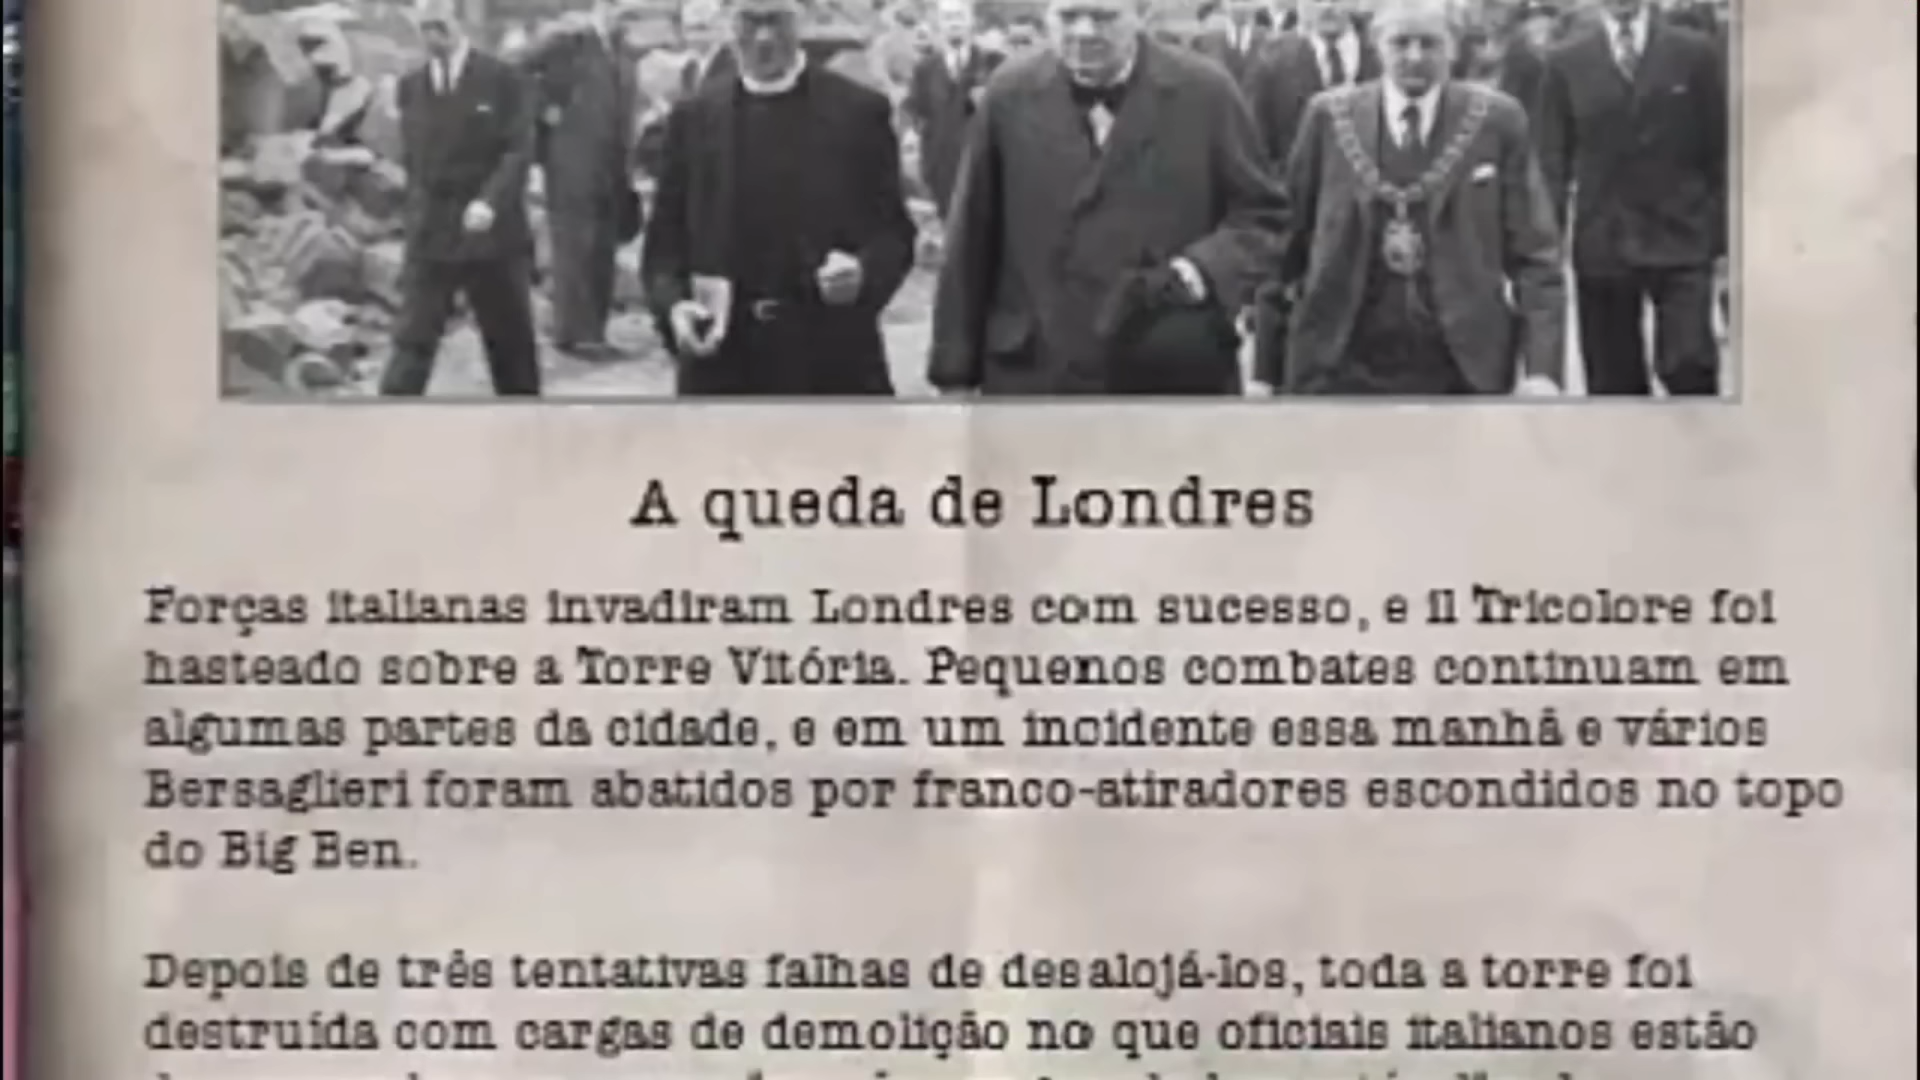 A queda de Londres
Forças italianas invadiram Londres com sucesso, e il Tricolore foi
hasteado sobre a Torre Vitória. Pequenos combates continuam em
algumas partes da cidade, e em um incidente essa manhã e vários
Bersaglieri foram abatidos por franco-atiradores escondidos no topo
do Big Ben.
Depois de três tentativas falhas de desalojá-los, toda a torre foi
destruída com cargas de demolição no que oficiais italianos estão